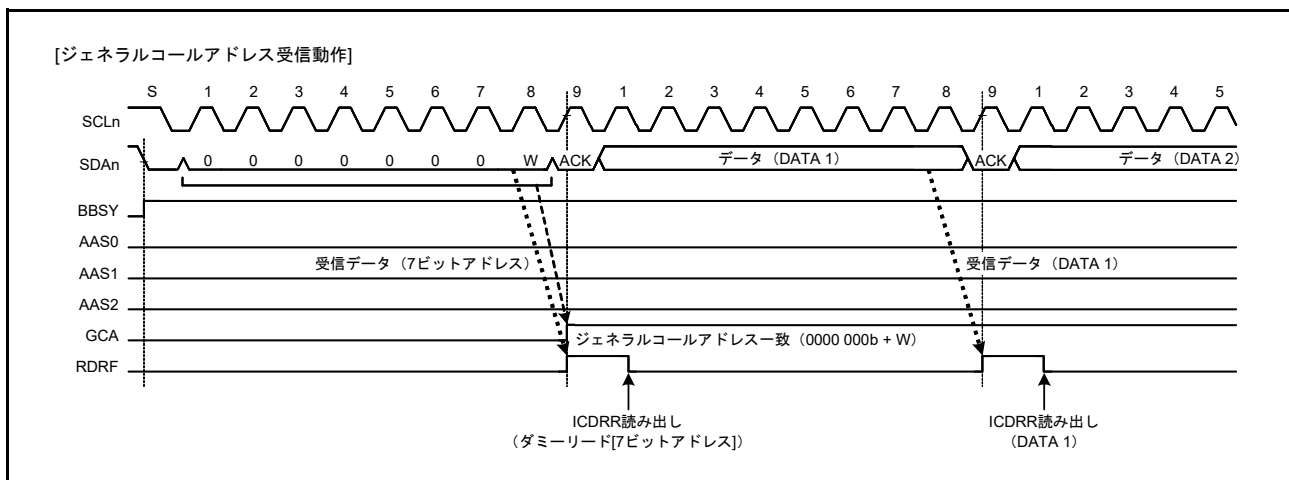 [ジェネラルコールアドレス受信動作]
S 1 2 3 4 5 6 7 8 9 1 2 3 4 5 6 7 8 9 1 2 3 4 5
SCLn
SDAn 0 0 0 0 0 0 0 W ACK データ（DATA 1） ACK データ（DATA 2）
BBSY
AAS0
受信データ（7ビットアドレス） 受信データ（DATA 1）
AAS1
AAS2
GCA ジェネラルコールアドレス一致（0000 000b + W）
RDRF
ICDRR読み出し ICDRR読み出し
（ダミーリード[7ビットアドレス]） (DATA 1)